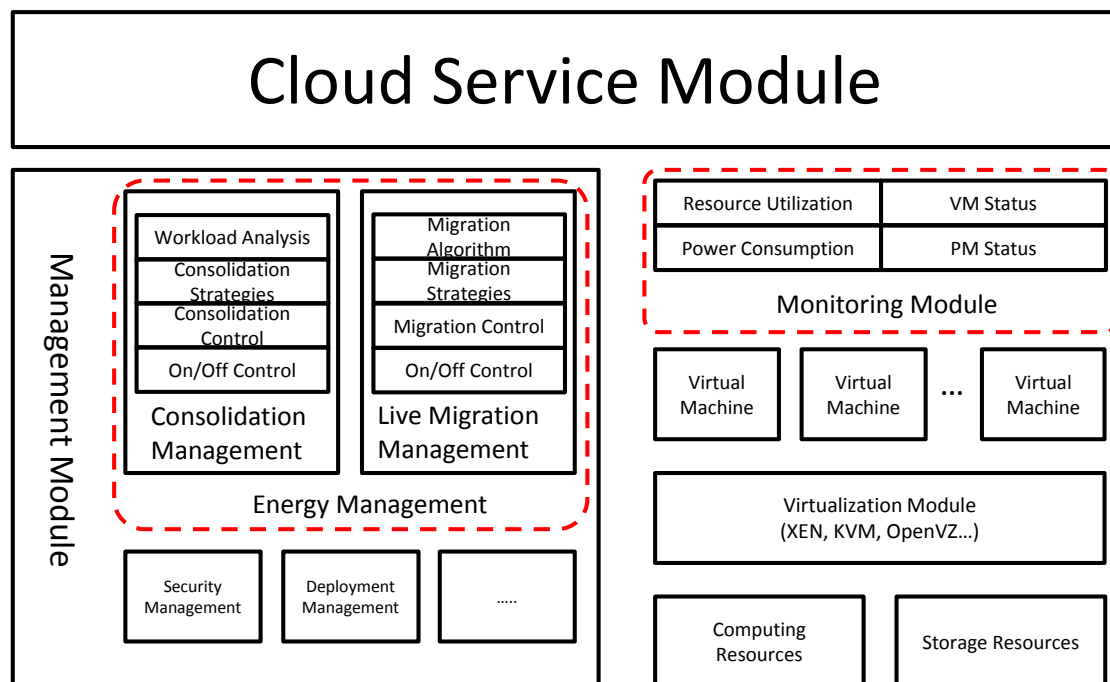 Cloud Service Module
Management Module
Workload Analysis
Consolidation
Strategies
Consolidation
Control
On/Off Control
Consolidation
Management
Migration
Algorithm
Migration
Strategies
Migration Control
On/Off Control
Live Migration
Management
Energy Management
Security
Management
Deployment
Management
.....
Resource Utilization
VM Status
Power Consumption
PM Status
Monitoring Module
Virtual
Machine
Virtual
Machine
...
Virtual
Machine
Virtualization Module
(XEN, KVM, OpenVZ...)
Computing
Resources
Storage Resources